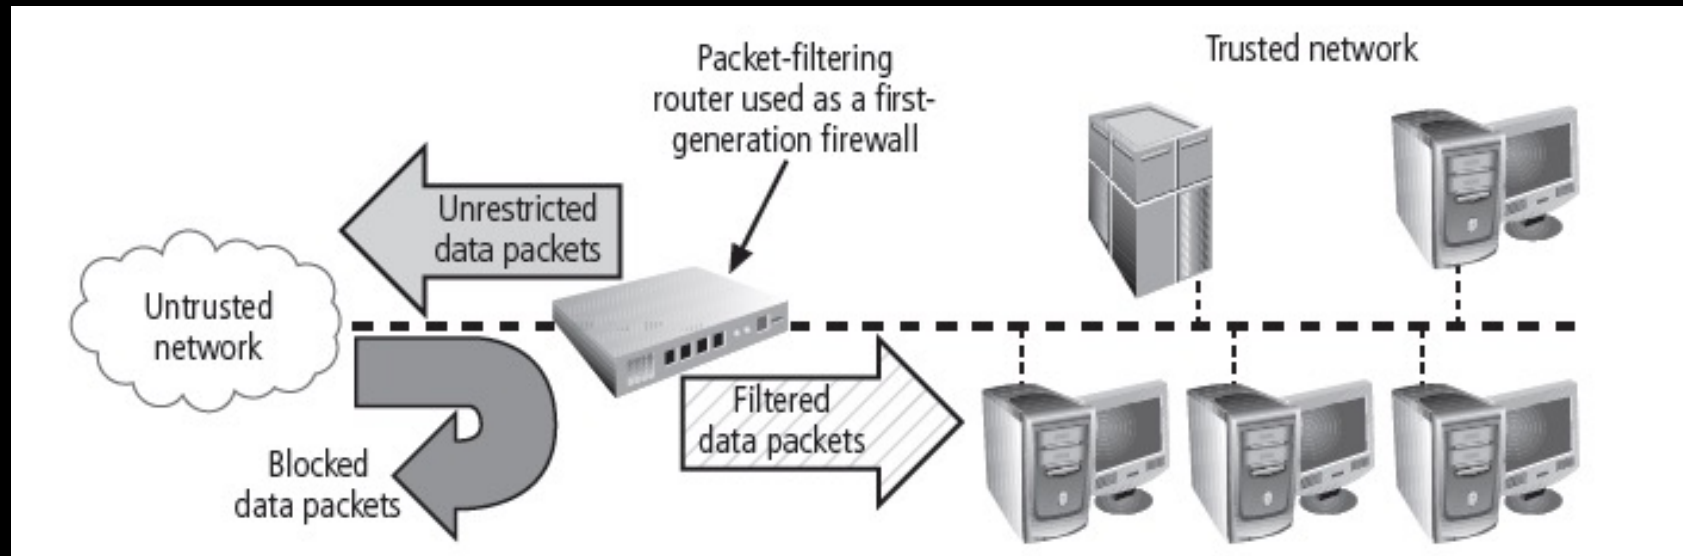 Packet-filtering
router used as a first-
generation firewall
Trusted network
Unrestricted
data packets
Untrusted
network
Filtered
data packets
Blocked
data packets